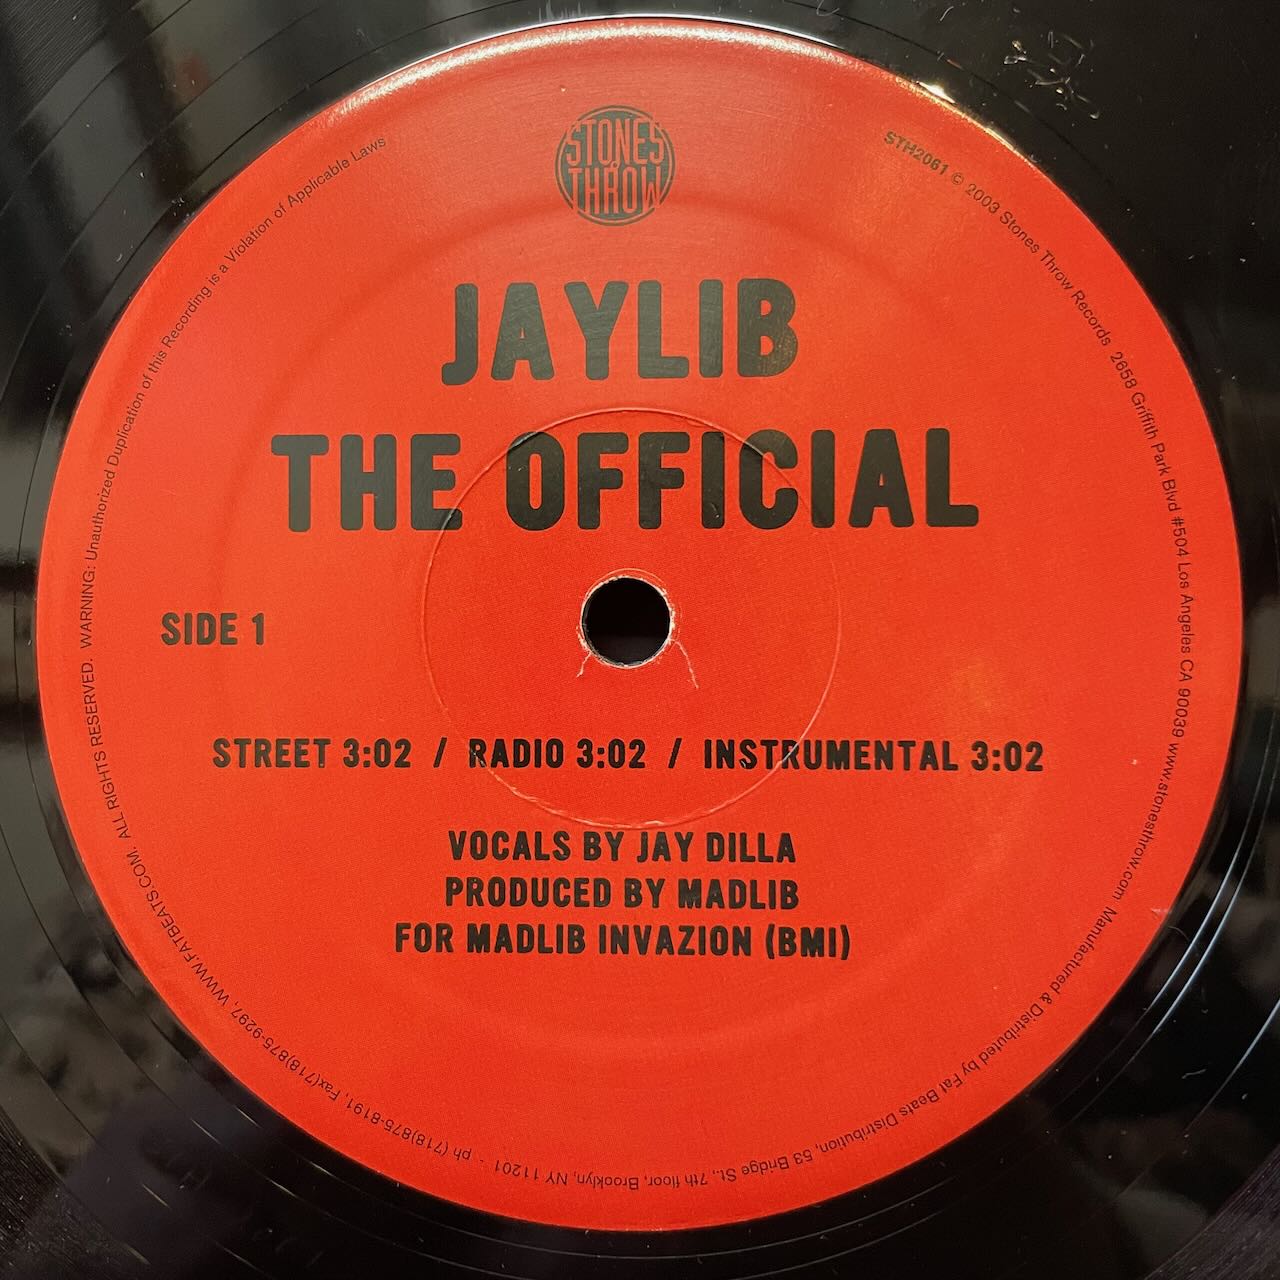 STONES THROW
JAYLIB
THE OFFICIAL
SIDE 1
STREET 3:02 / RADIO 3:02 / INSTRUMENTAL 3:02
VOCALS BY JAY DILLA
PRODUCED BY MADLIB
FOR MADLIB INVAZION (BMI)
STH2061 © 2003 Stones Throw Records 2658 Griffith Park Blvd #504 Los Angeles CA 90039 www.stonesthrow.com Manufactured & Distributed by Fat Beats Distribution, 53 Bridge St., 7th floor, Brooklyn, NY 11201 - ph (718)875-8191, Fax(718)875-9297, WWW.FATBEATS.COM. ALL RIGHTS RESERVED. WARNING: Unauthorized Duplication of this Recording is a Violation of Applicable Laws